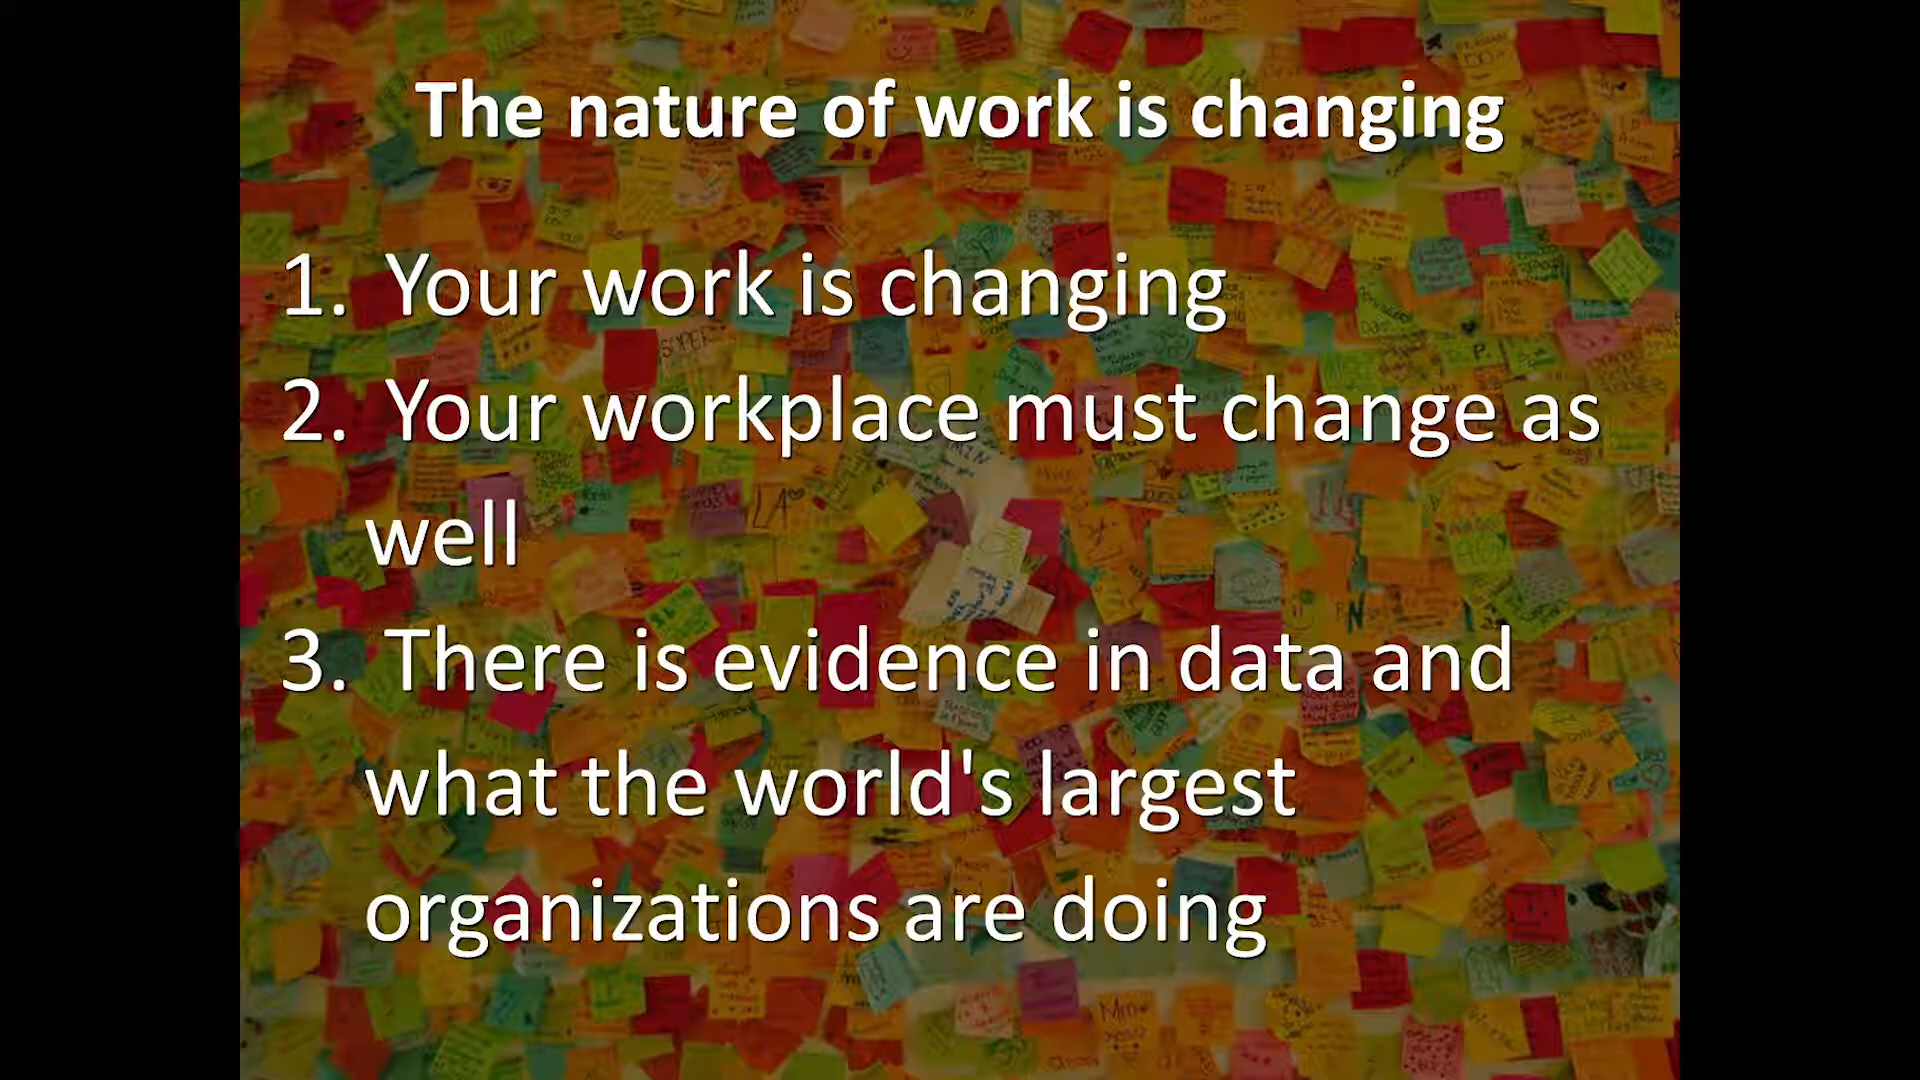 The nature of work is changing
1. Your work is changing
2. Your workplace must change as
well
3. There is evidence in data and
what the world's largest
organizations are doing